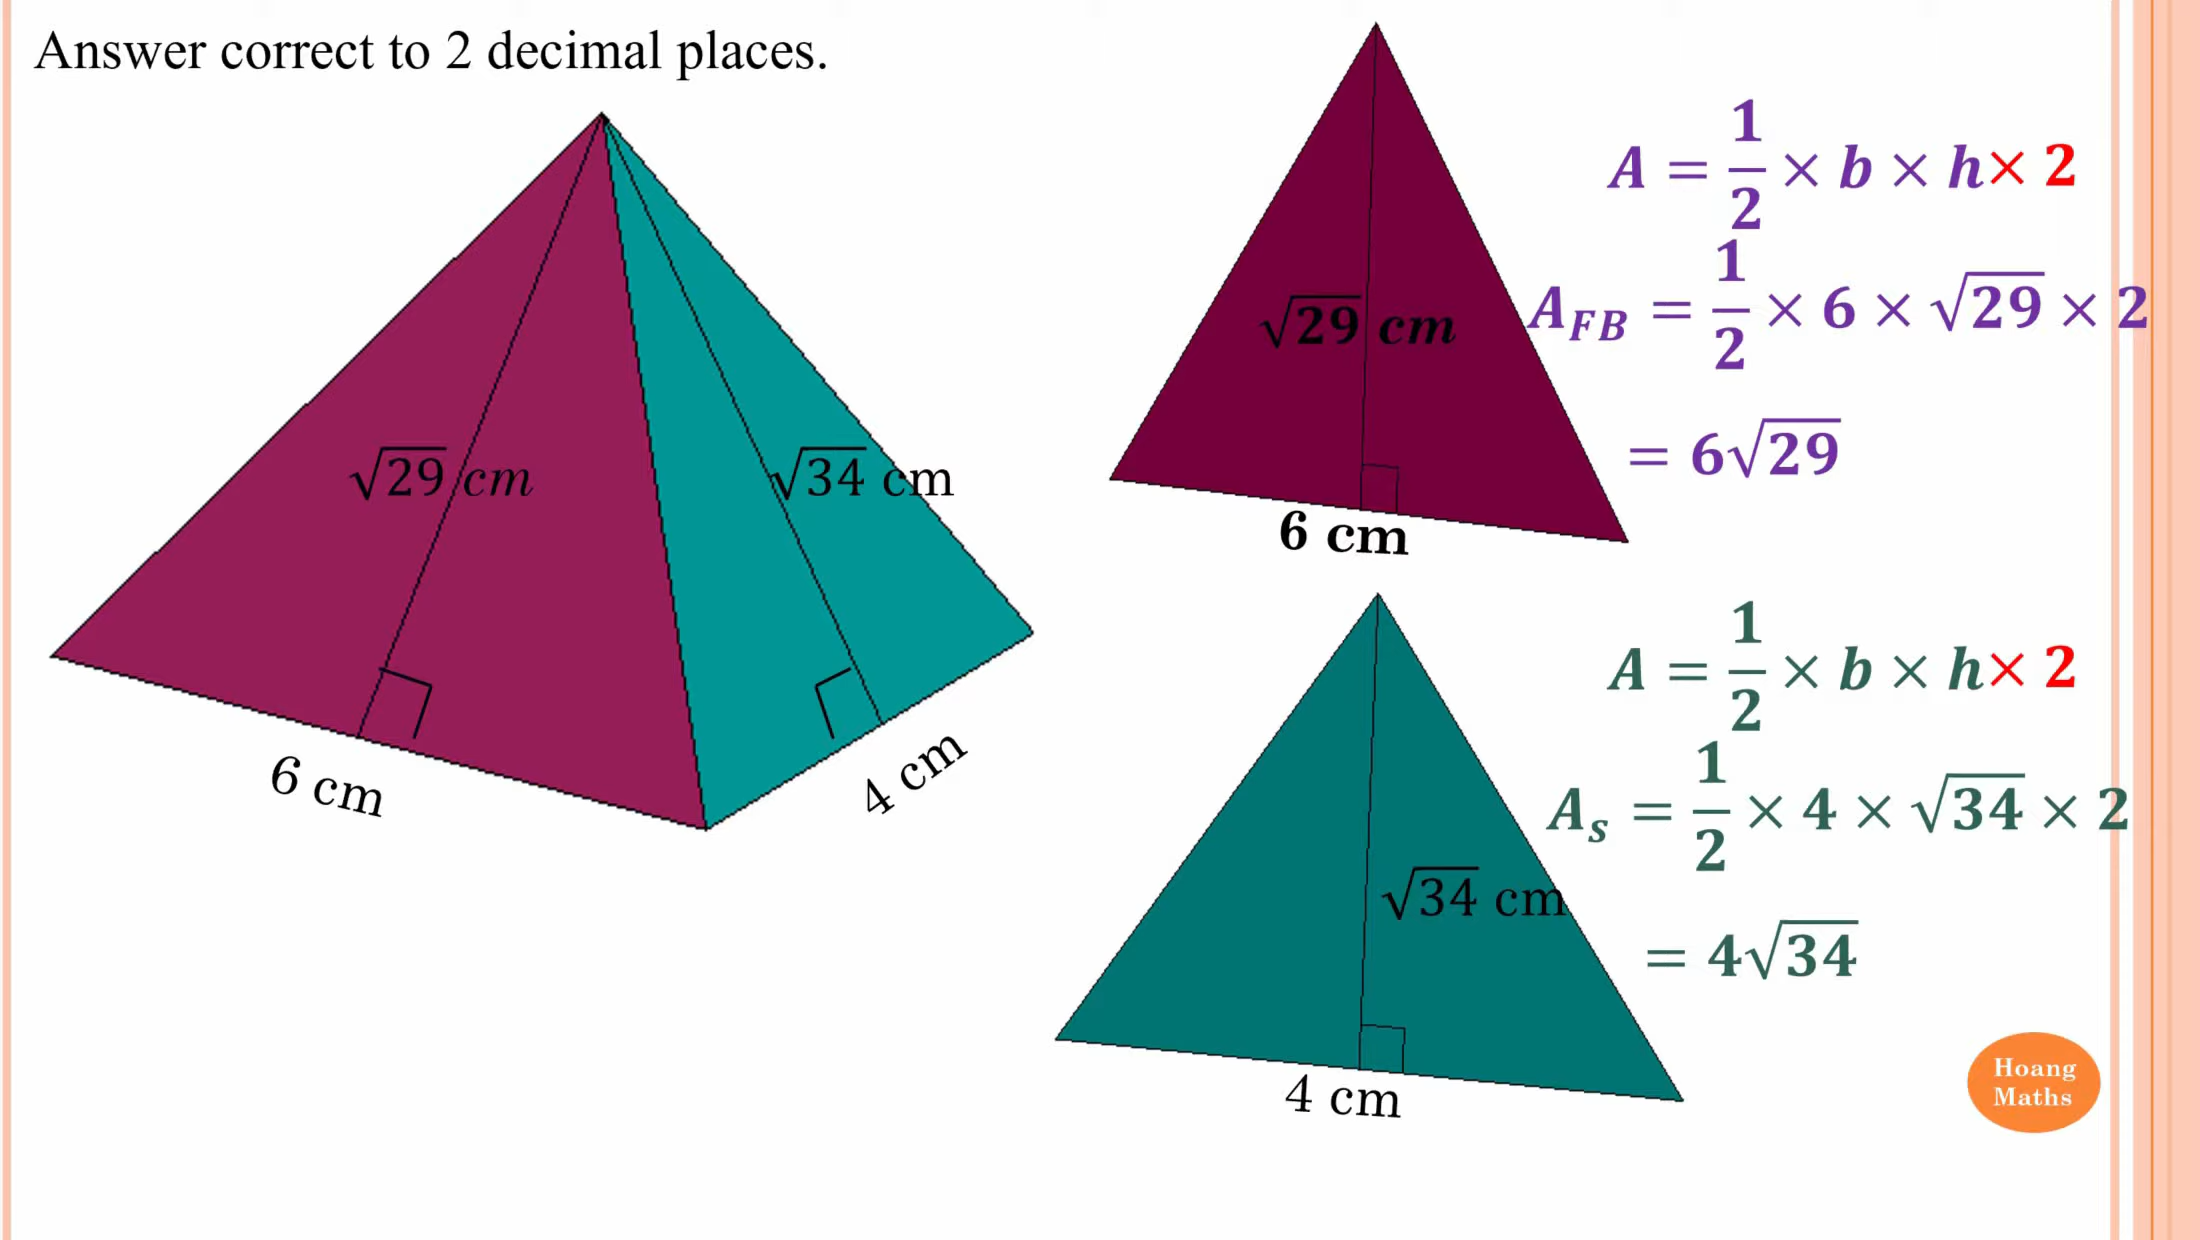 Answer correct to 2 decimal places.
√29 cm
√34 cm
6 cm
4 cm
√29 cm
6 cm
A = 1/2 × b × h × 2
A_FB = 1/2 × 6 × √29 × 2
= 6√29
√34 cm
4 cm
A = 1/2 × b × h × 2
A_s = 1/2 × 4 × √34 × 2
= 4√34
Hoang
Maths